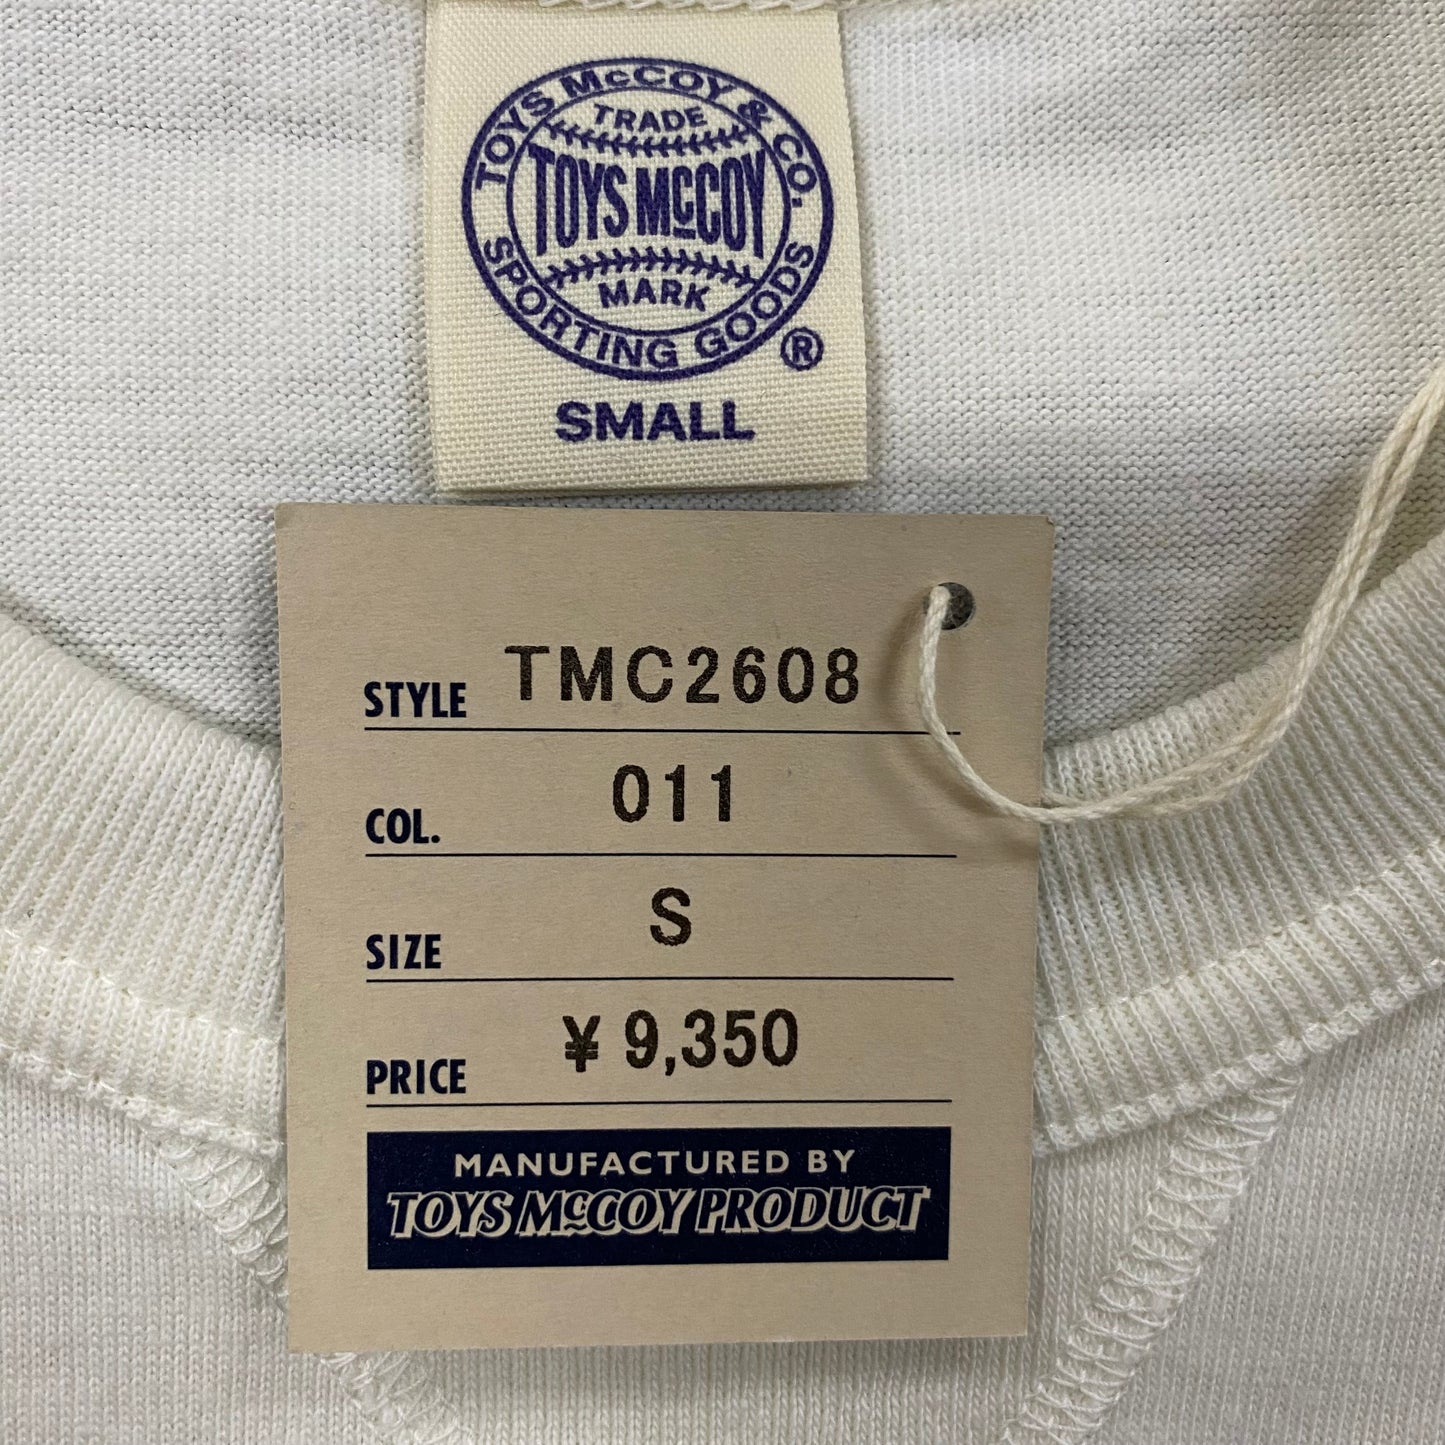 TOYS McCOY & CO.
TRADE
TOYS McCOY
MARK
SPORTING GOODS
®
SMALL
STYLE TMC2608
COL. 011
SIZE S
PRICE ¥ 9,350
MANUFACTURED BY
TOYS McCOY PRODUCT